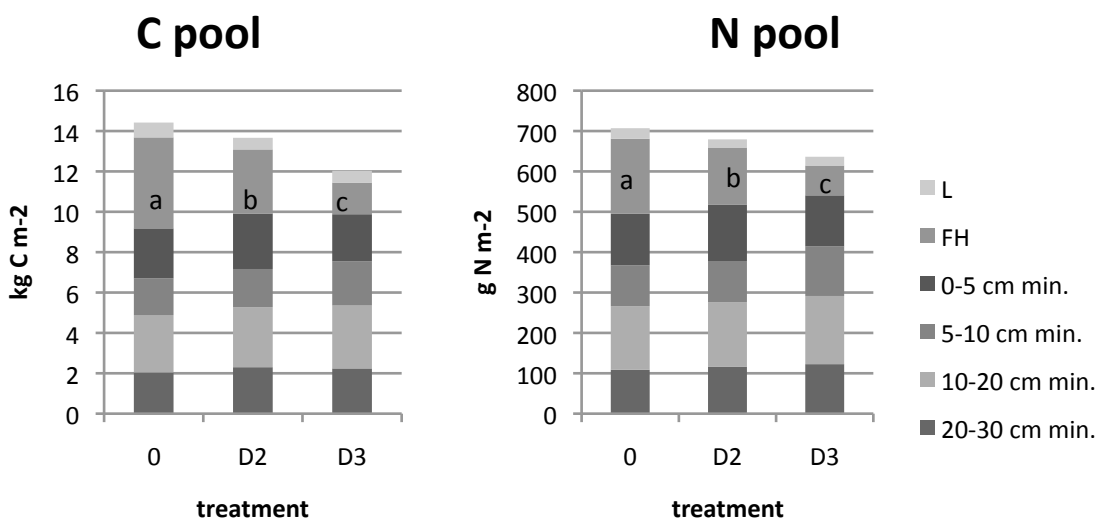 C pool
16
14
12
10
8
6
4
2
0
kg C m-2
a
b
c
0 D2 D3
treatment
N pool
800
700
600
500
400
300
200
100
0
g N m-2
a
b
c
0 D2 D3
treatment
L
FH
0-5 cm min.
5-10 cm min.
10-20 cm min.
20-30 cm min.